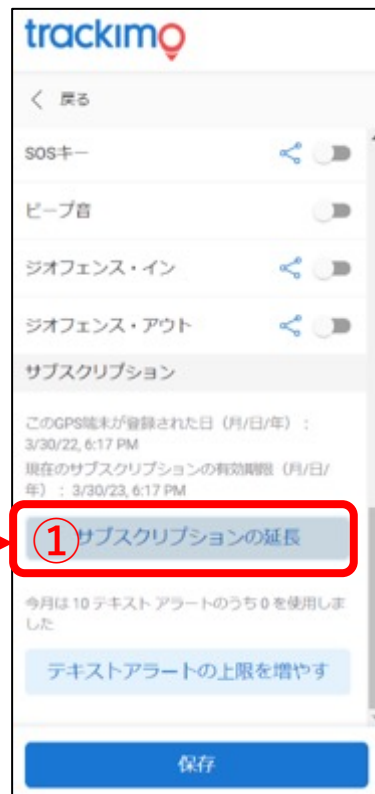 trackimo
< 戻る
SOSキー
ビープ音
ジオフェンス・イン
ジオフェンス・アウト
サブスクリプション
このGPS端末が登録された日（月/日/年）：
3/30/22, 6:17 PM
現在のサブスクリプションの有効期限（月/日/
年）：3/30/23, 6:17 PM
①サブスクリプションの延長
今月は 10 テキスト アラートのうち 0 を使用しま
した
テキストアラートの上限を増やす
保存